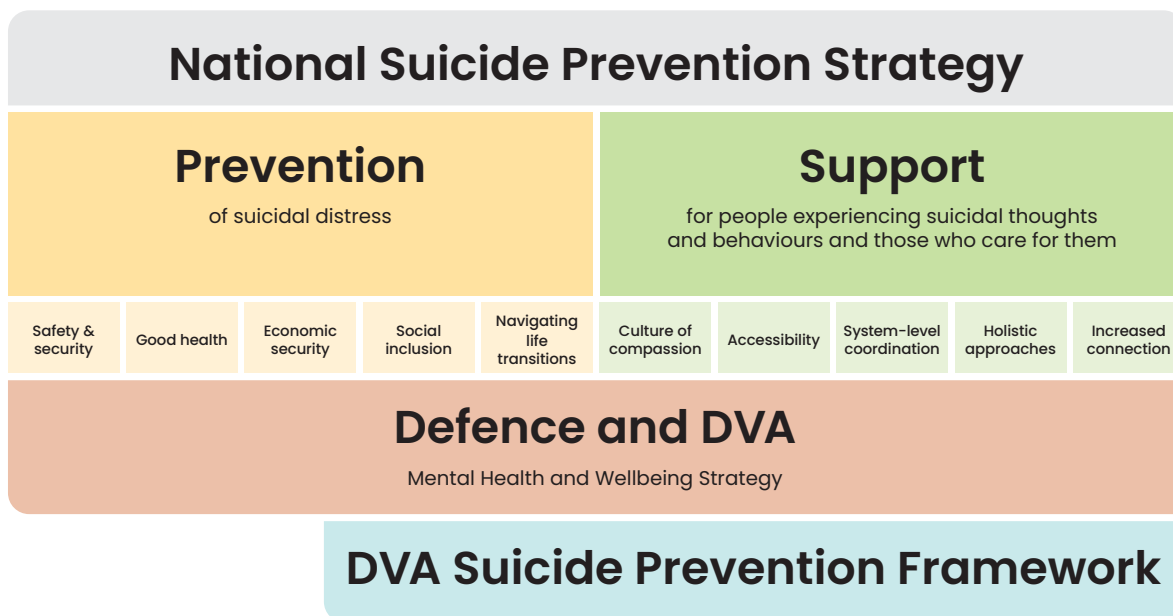 National Suicide Prevention Strategy
Prevention
of suicidal distress
Support
for people experiencing suicidal thoughts
and behaviours and those who care for them
Safety &
security
Good health
Economic
security
Social
inclusion
Navigating
life
transitions
Culture of
compassion
Accessibility
System-level
coordination
Holistic
approaches
Increased
connection
Defence and DVA
Mental Health and Wellbeing Strategy
DVA Suicide Prevention Framework